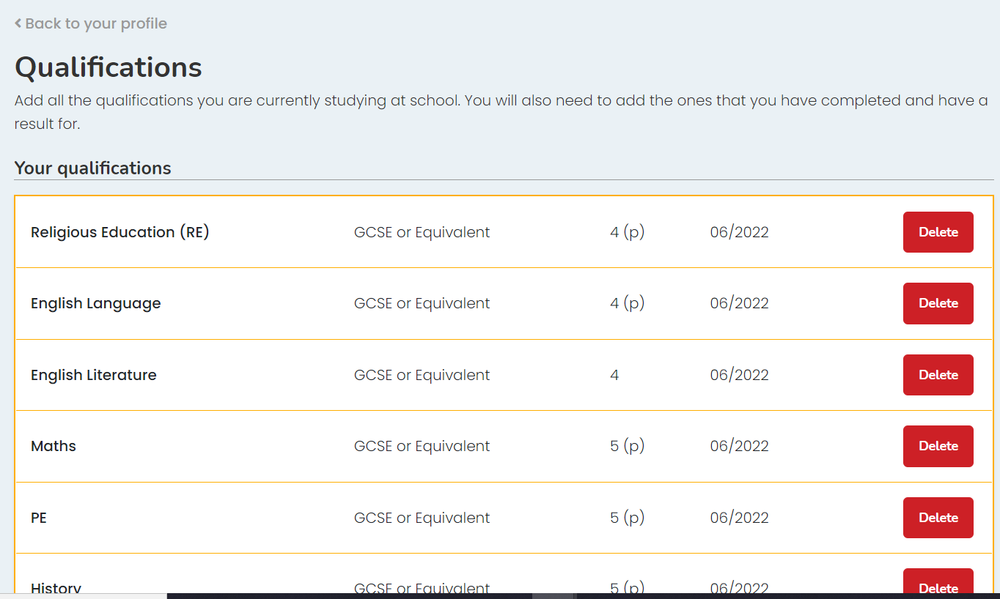 Back to your profile
Qualifications
Add all the qualifications you are currently studying at school. You will also need to add the ones that you have completed and have a
result for.
Your qualifications
Religious Education (RE) GCSE or Equivalent 4 (p) 06/2022 Delete
English Language GCSE or Equivalent 4 (p) 06/2022 Delete
English Literature GCSE or Equivalent 4 06/2022 Delete
Maths GCSE or Equivalent 5 (p) 06/2022 Delete
PE GCSE or Equivalent 5 (p) 06/2022 Delete
History GCSE or Equivalent 5 (p) 06/2022 Delete